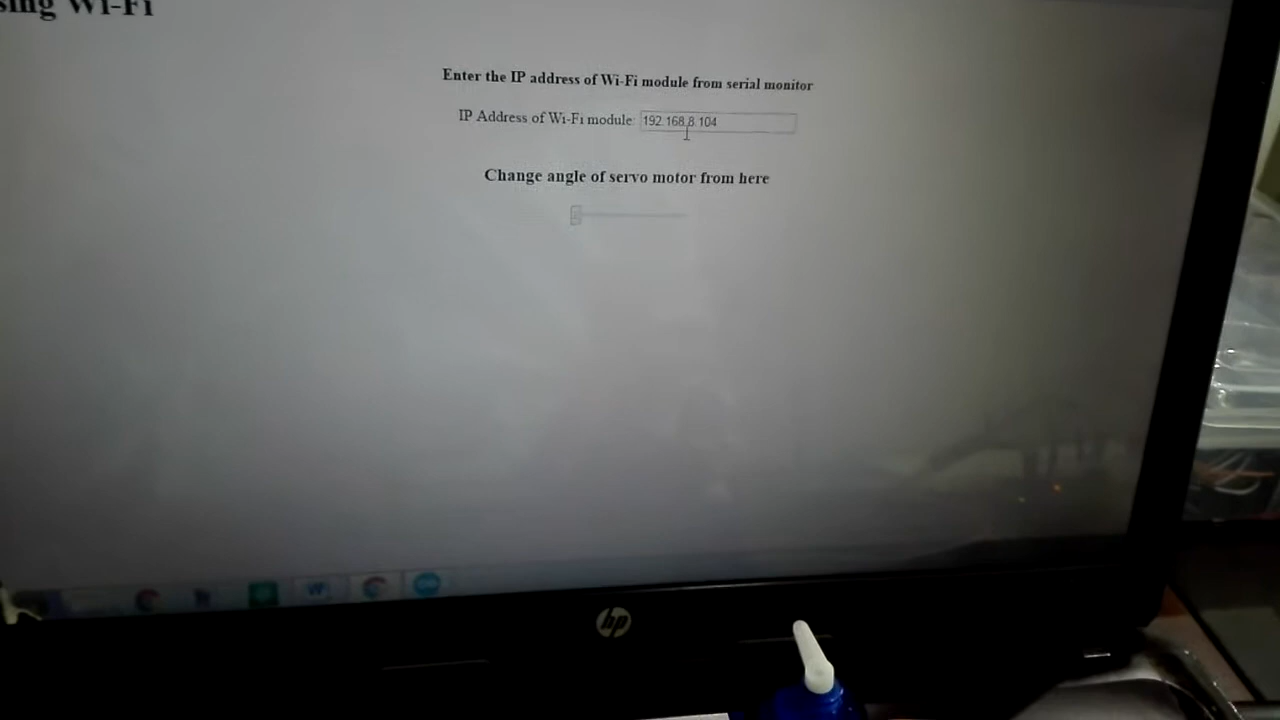 sing Wi-Fi
Enter the IP address of Wi-Fi module from serial monitor
IP Address of Wi-Fi module: 192.168.8.104
Change angle of servo motor from here
hp